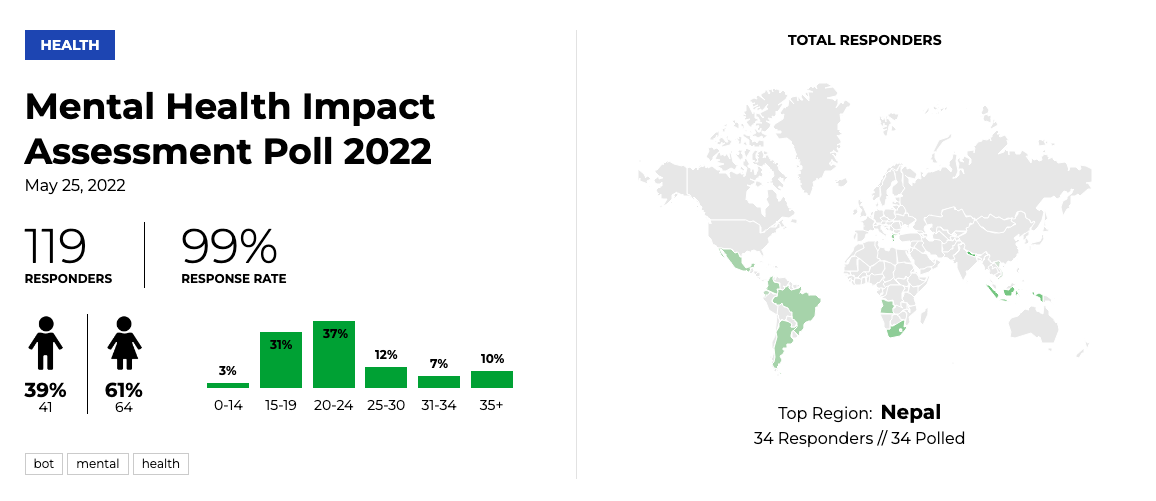 HEALTH
Mental Health Impact
Assessment Poll 2022
May 25, 2022
119
RESPONDERS
99%
RESPONSE RATE
39%
41
61%
64
3%
31%
37%
12%
7%
10%
0-14
15-19
20-24
25-30
31-34
35+
bot
mental
health
TOTAL RESPONDERS
Top Region: Nepal
34 Responders // 34 Polled